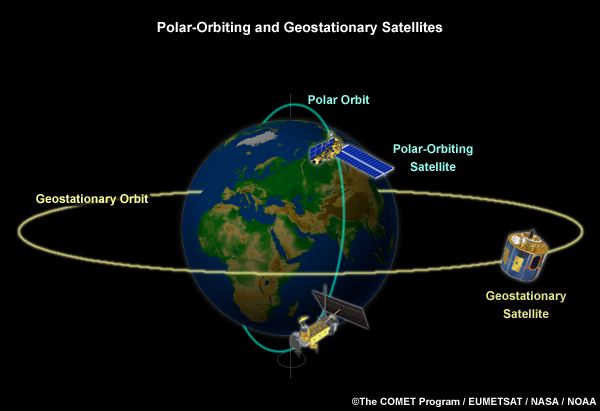 Polar-Orbiting and Geostationary Satellites
Polar Orbit
Polar-Orbiting
Satellite
Geostationary Orbit
Geostationary
Satellite
©The COMET Program / EUMETSAT / NASA / NOAA